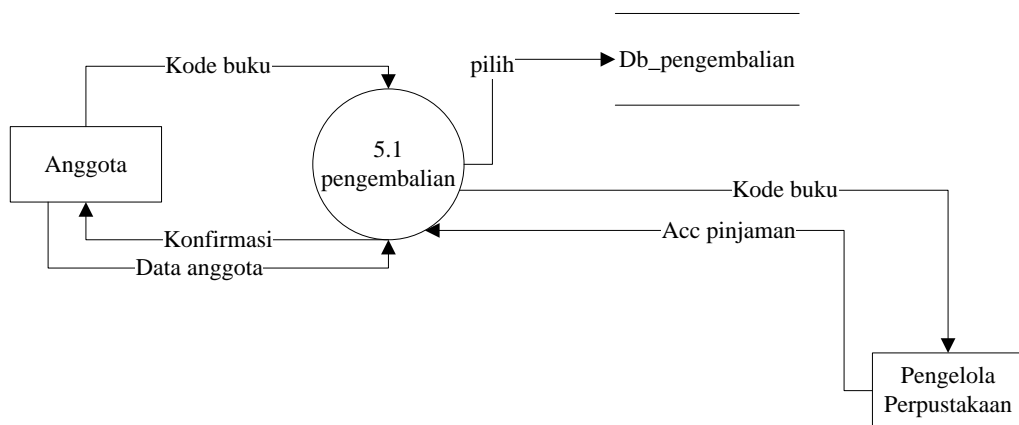 Kode buku
pilih
Db_pengembalian
Anggota
5.1
pengembalian
Kode buku
Konfirmasi
Acc pinjaman
Data anggota
Pengelola
Perpustakaan